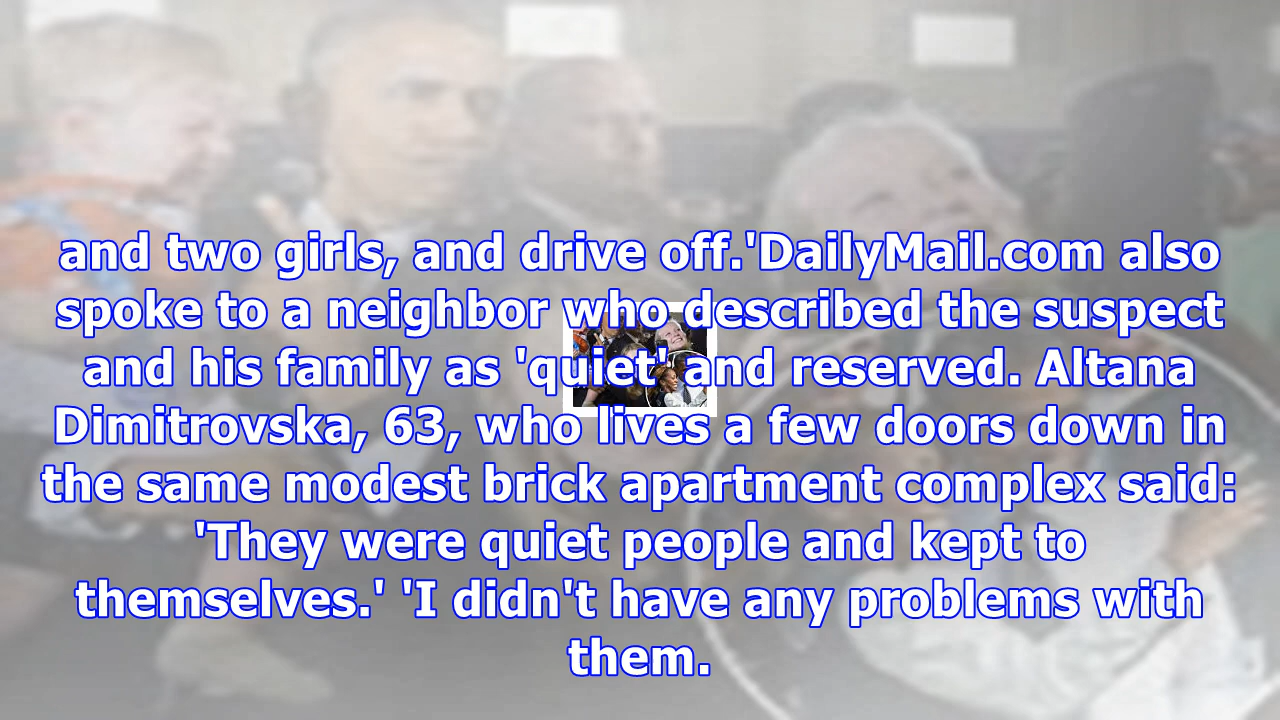 and two girls, and drive off.'DailyMail.com also
spoke to a neighbor who described the suspect
and his family as 'quiet' and reserved. Altana
Dimitrovska, 63, who lives a few doors down in
the same modest brick apartment complex said:
'They were quiet people and kept to
themselves.' 'I didn't have any problems with
them.